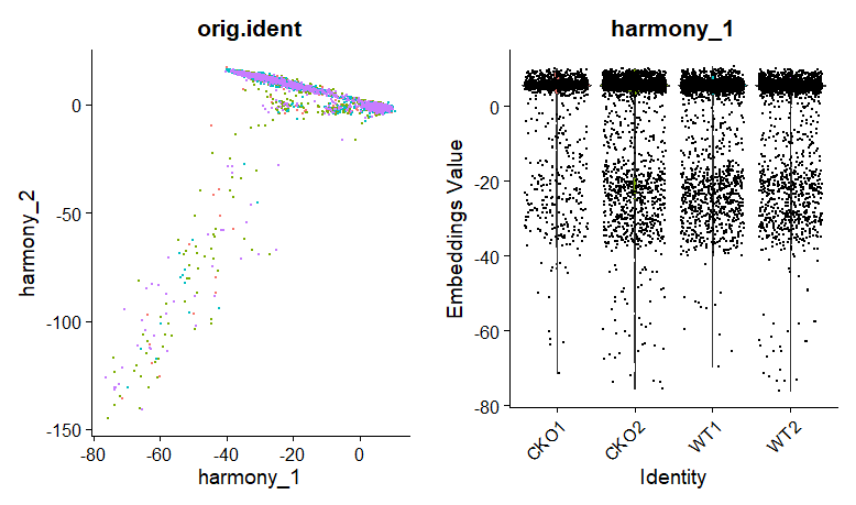 orig.ident
harmony_2
0
-50
-100
-150
-80
-60
-40
-20
0
harmony_1
harmony_1
Embeddings Value
0
-20
-40
-60
-80
CKO1
CKO2
WT1
WT2
Identity